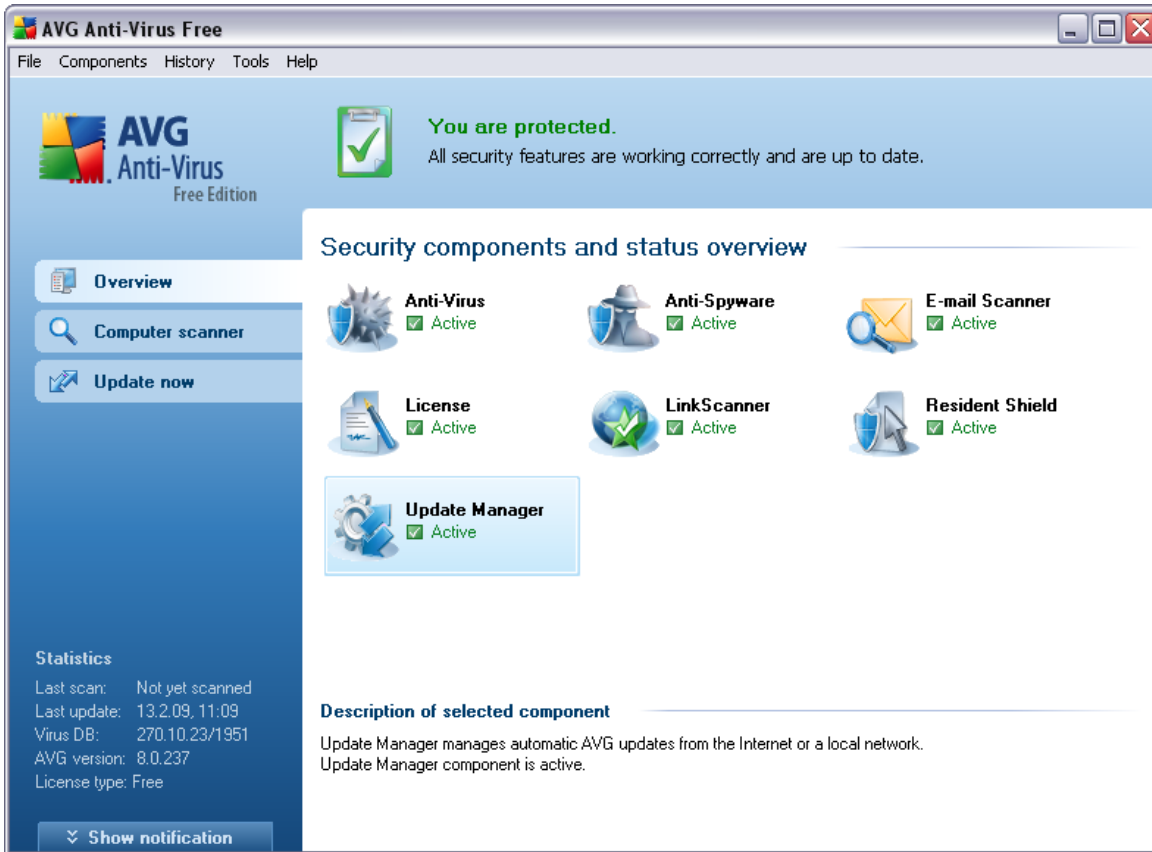 AVG Anti-Virus Free
File Components History Tools Help
AVG
Anti-Virus
Free Edition
You are protected.
All security features are working correctly and are up to date.
Overview
Computer scanner
Update now
Security components and status overview
Anti-Virus
Active
Anti-Spyware
Active
E-mail Scanner
Active
License
Active
LinkScanner
Active
Resident Shield
Active
Update Manager
Active
Statistics
Last scan: Not yet scanned
Last update: 13.2.09, 11:09
Virus DB: 270.10.23/1951
AVG version: 8.0.237
License type: Free
Show notification
Description of selected component
Update Manager manages automatic AVG updates from the Internet or a local network.
Update Manager component is active.